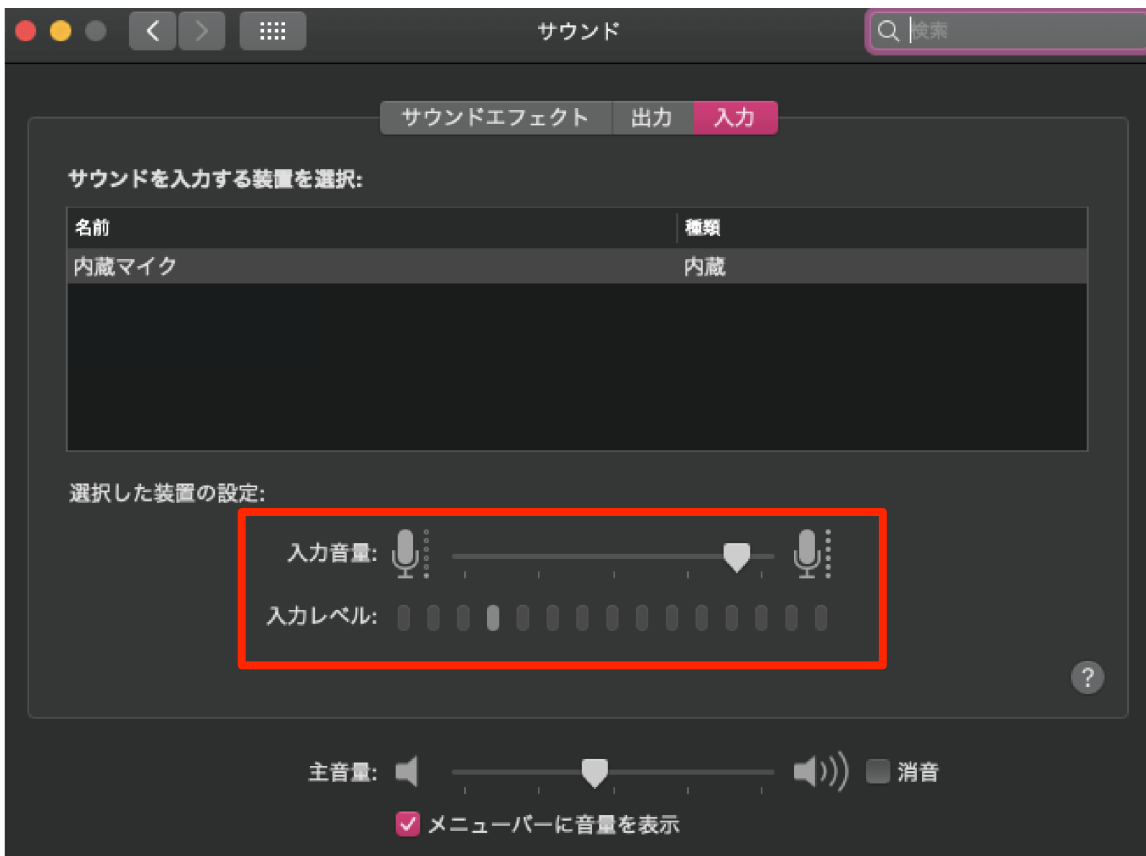 サウンド
検索
サウンドエフェクト 出力 入力
サウンドを入力する装置を選択:
名前 種類
内蔵マイク 内蔵
選択した装置の設定:
入力音量:
入力レベル:
?
主音量: 消音
メニューバーに音量を表示